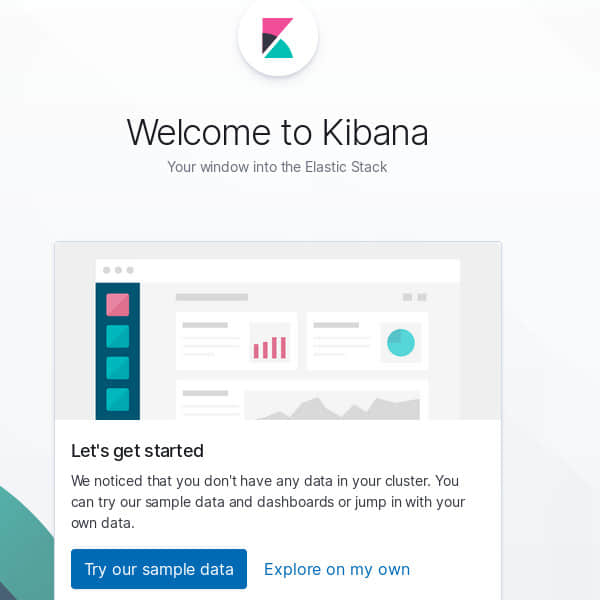 Welcome to Kibana
Your window into the Elastic Stack
Let's get started
We noticed that you don't have any data in your cluster. You
can try our sample data and dashboards or jump in with your
own data.
Try our sample data
Explore on my own